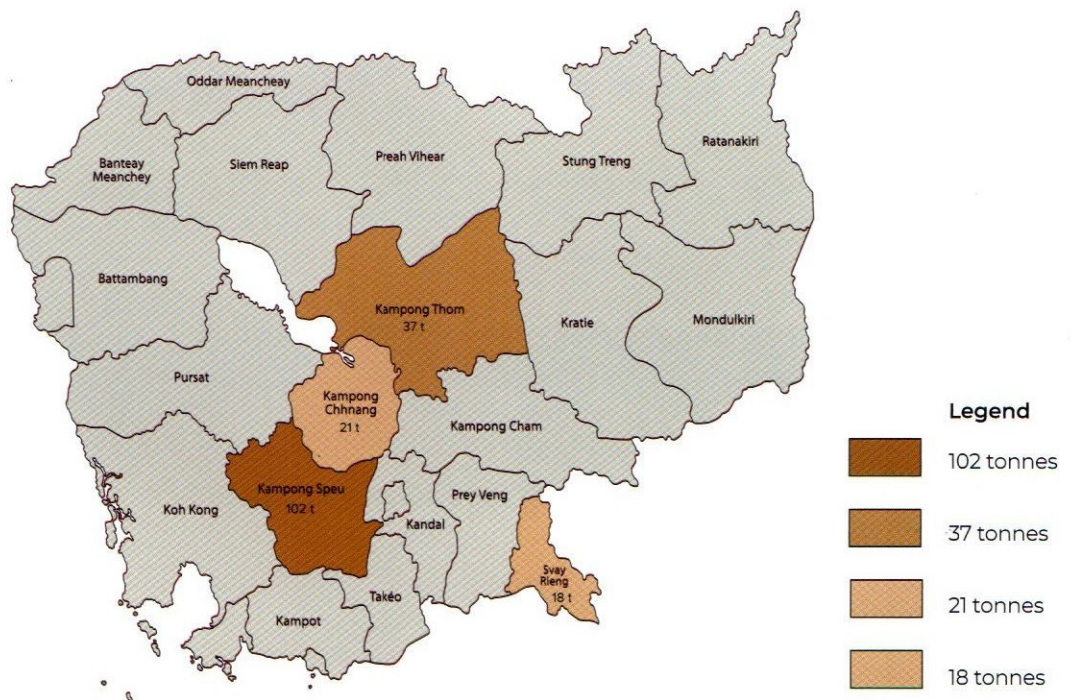 Oddar Meancheay
Banteay
Meanchey
Siem Reap
Preah Vihear
Stung Treng
Ratanakiri
Battambang
Kampong Thom
37 t
Kratie
Mondulkiri
Pursat
Kampong
Chhnang
21 t
Kampong Cham
Koh Kong
Kampong Speu
102 t
Kandal
Prey Veng
Svay
Rieng
18 t
Takéo
Kampot
Legend
102 tonnes
37 tonnes
21 tonnes
18 tonnes